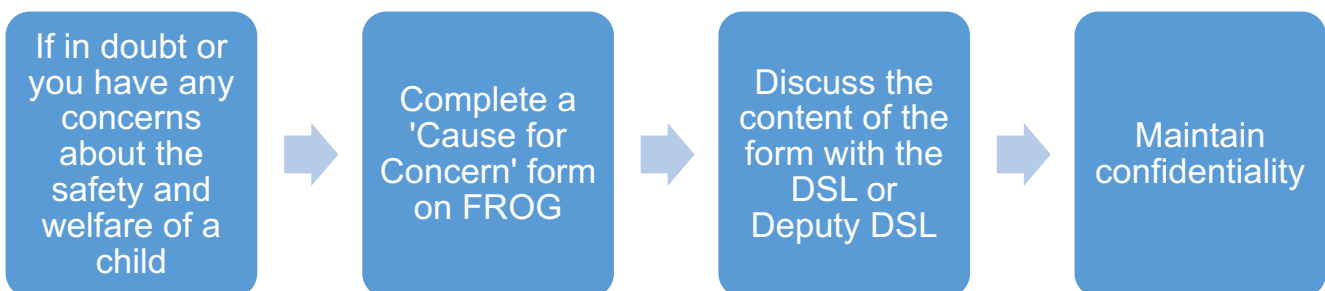 If in doubt or
you have any
concerns
about the
safety and
welfare of a
child
Complete a
'Cause for
Concern' form
on FROG
Discuss the
content of the
form with the
DSL or
Deputy DSL
Maintain
confidentiality